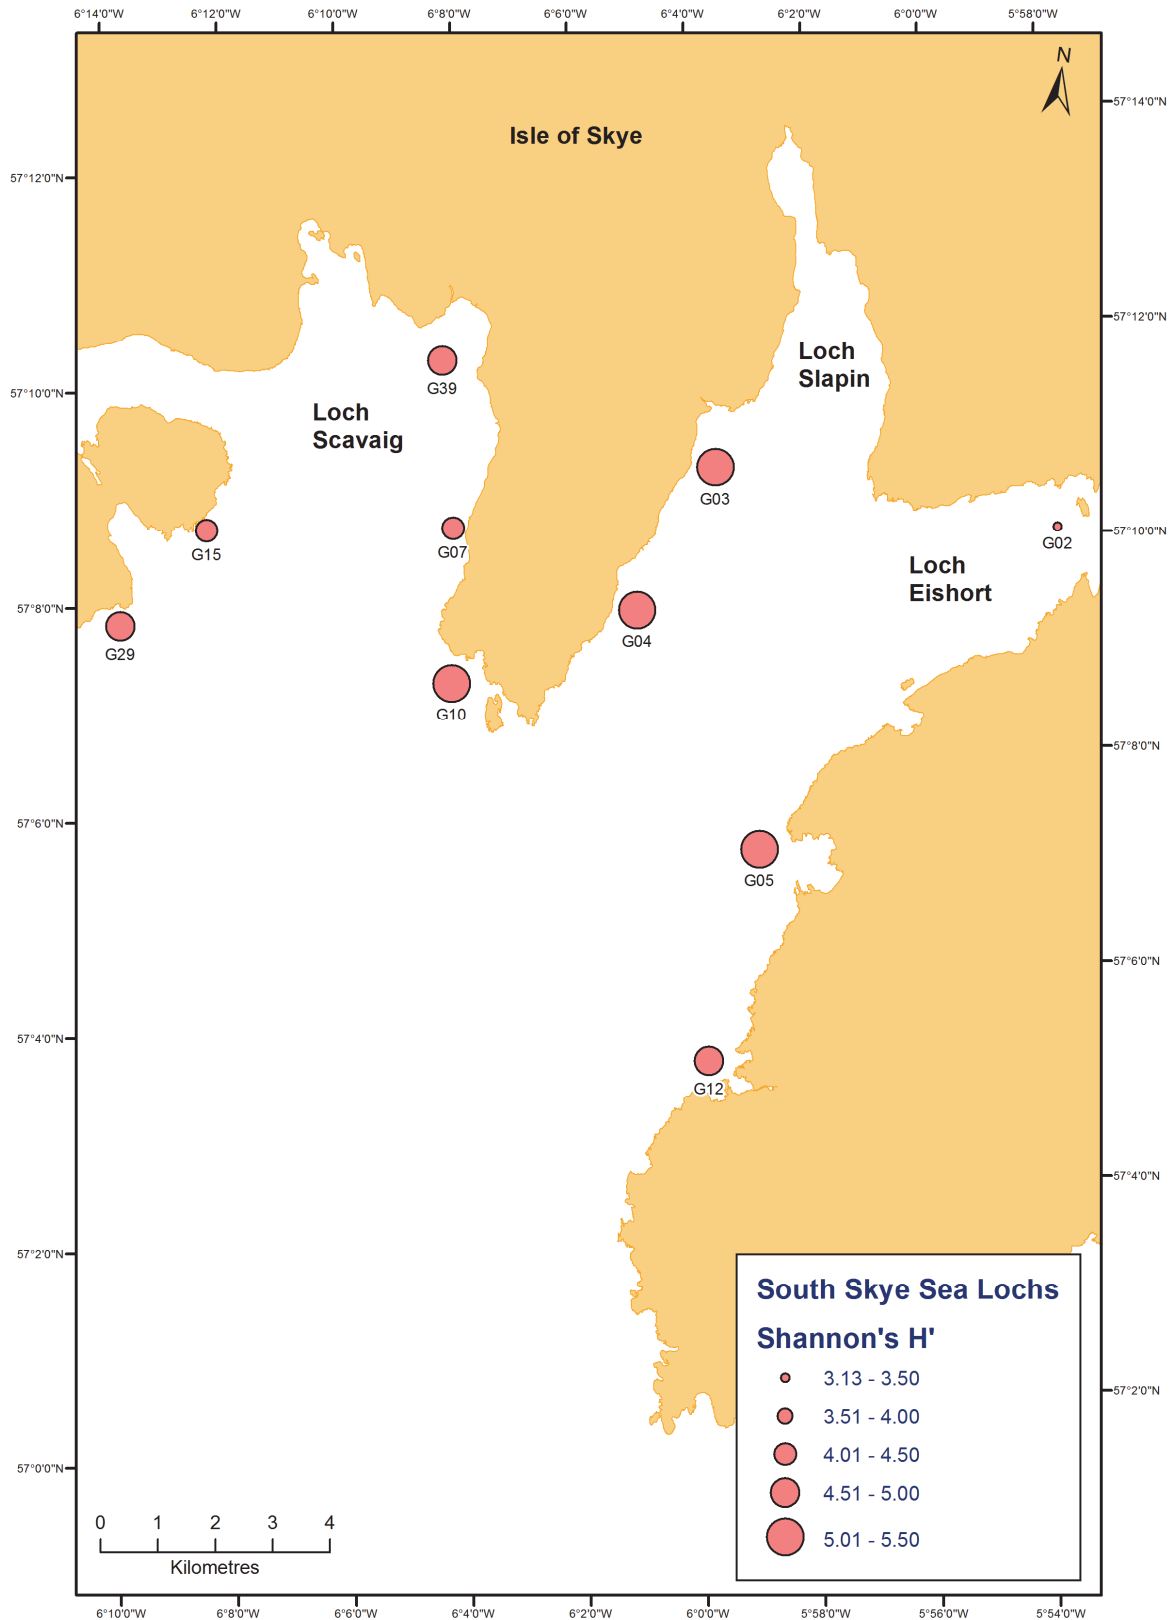 6°14'0"W 6°12'0"W 6°10'0"W 6°8'0"W 6°6'0"W 6°4'0"W 6°2'0"W 6°0'0"W 5°58'0"W
N
57°14'0"N
Isle of Skye
57°12'0"N
57°12'0"N
Loch
Slapin
G39
57°10'0"N
Loch
Scavaig
G03
57°10'0"N
G02
G15
G07
Loch
Eishort
57°8'0"N
G04
G29
G10
57°8'0"N
57°6'0"N
G05
57°6'0"N
57°4'0"N
G12
57°4'0"N
57°2'0"N
South Skye Sea Lochs
Shannon's H'
3.13 - 3.50
57°2'0"N
3.51 - 4.00
4.01 - 4.50
57°0'0"N
4.51 - 5.00
5.01 - 5.50
0 1 2 3 4
Kilometres
6°10'0"W 6°8'0"W 6°6'0"W 6°4'0"W 6°2'0"W 6°0'0"W 5°58'0"W 5°56'0"W 5°54'0"W